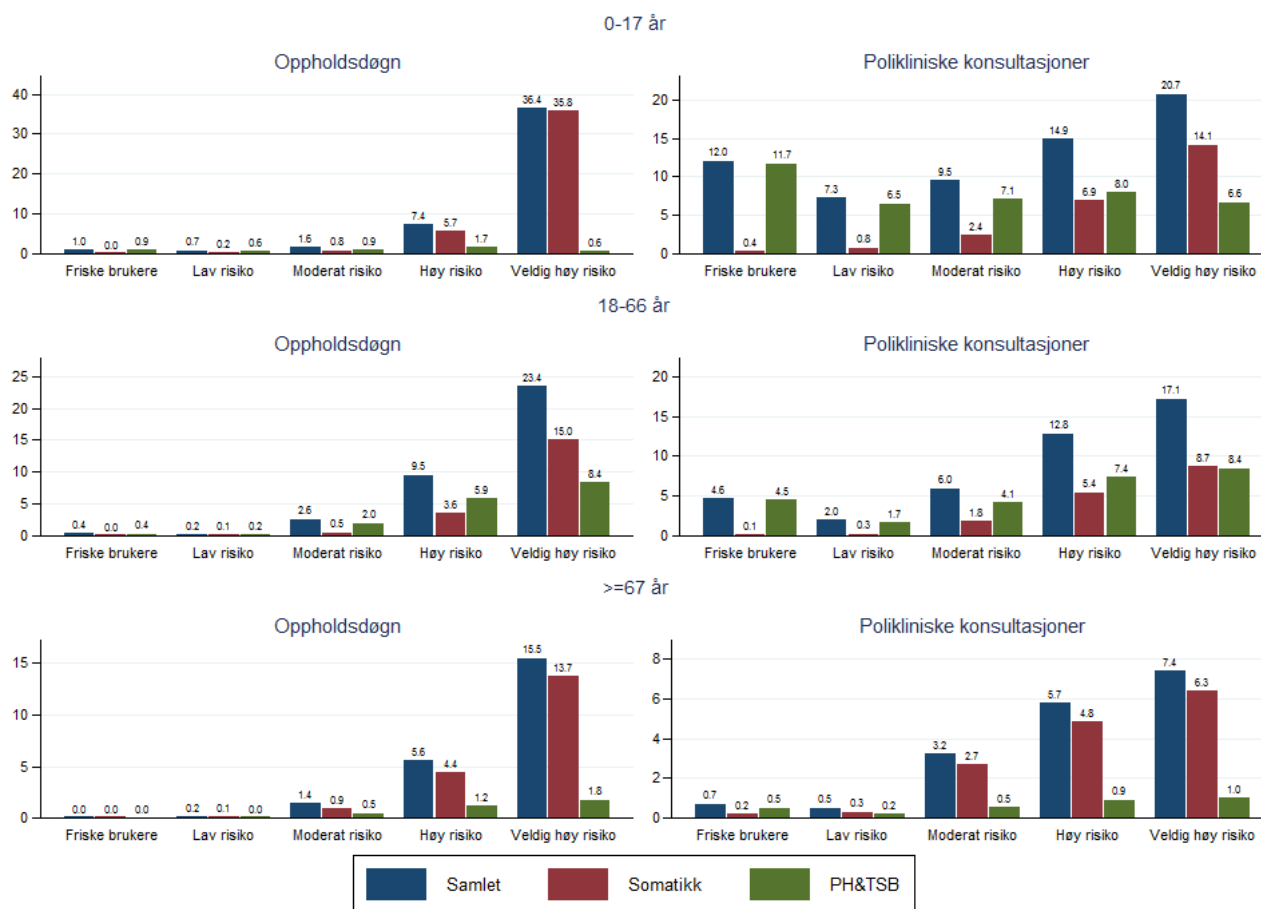 0-17 år
Oppholdsdøgn
Polikliniske konsultasjoner
40
30
20
10
0
1.0 0.0 0.9 0.7 0.2 0.6 1.6 0.8 0.9 7.4 5.7 1.7 36.4 35.8 0.6
Friske brukere Lav risiko Moderat risiko Høy risiko Veldig høy risiko
20
15
10
5
0
12.0 0.4 11.7 7.3 0.8 6.5 9.5 2.4 7.1 14.9 6.9 8.0 20.7 14.1 6.6
Friske brukere Lav risiko Moderat risiko Høy risiko Veldig høy risiko
18-66 år
Oppholdsdøgn
Polikliniske konsultasjoner
25
20
15
10
5
0
0.4 0.0 0.4 0.2 0.1 0.2 2.6 0.5 2.0 9.5 3.6 5.9 23.4 15.0 8.4
Friske brukere Lav risiko Moderat risiko Høy risiko Veldig høy risiko
20
15
10
5
0
4.6 0.1 4.5 2.0 0.3 1.7 6.0 1.8 4.1 12.8 5.4 7.4 17.1 8.7 8.4
Friske brukere Lav risiko Moderat risiko Høy risiko Veldig høy risiko
>=67 år
Oppholdsdøgn
Polikliniske konsultasjoner
15
10
5
0
0.0 0.0 0.0 0.2 0.1 0.0 1.4 0.9 0.5 5.6 4.4 1.2 15.5 13.7 1.8
Friske brukere Lav risiko Moderat risiko Høy risiko Veldig høy risiko
8
6
4
2
0
0.7 0.2 0.5 0.5 0.3 0.2 3.2 2.7 0.5 5.7 4.8 0.9 7.4 6.3 1.0
Friske brukere Lav risiko Moderat risiko Høy risiko Veldig høy risiko
Samlet Somatikk PH&TSB